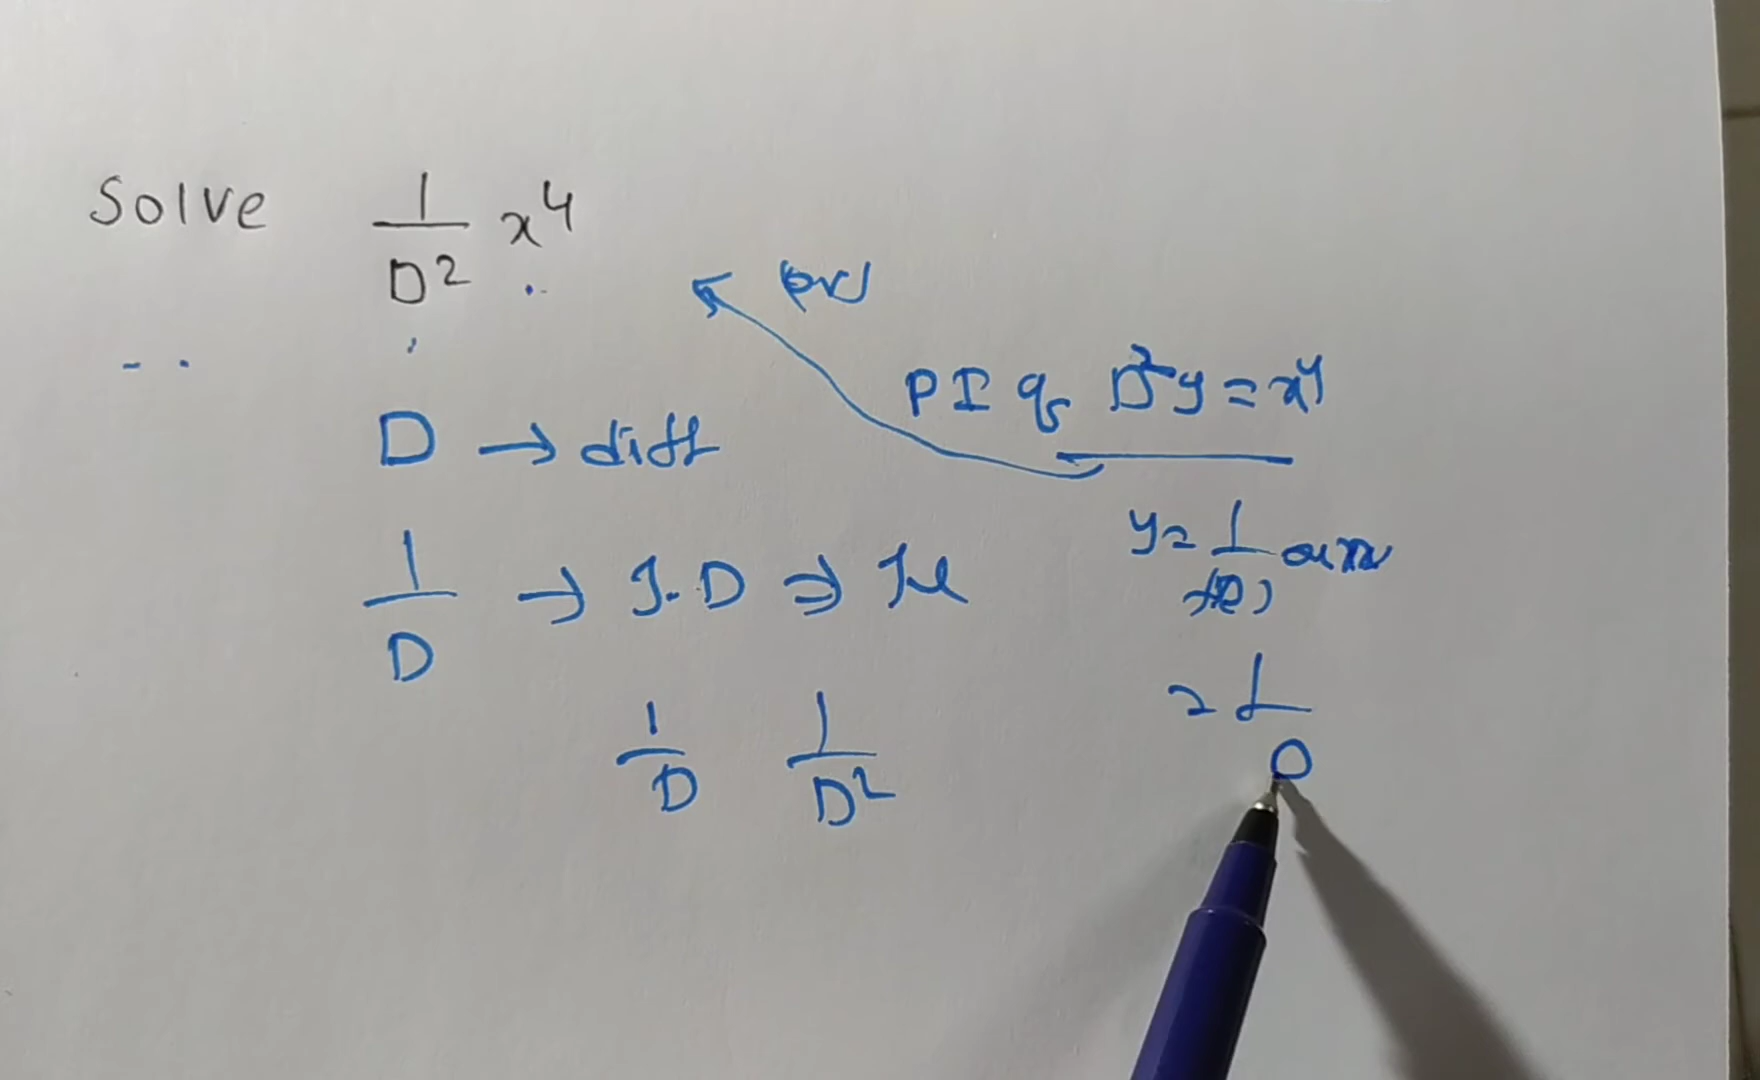 Solve 1/D² x⁴
PI of D²y = x⁴
D → diff
y = 1/f(D)
1/D → I.D ⇒
= 1/D
1/D 1/D²